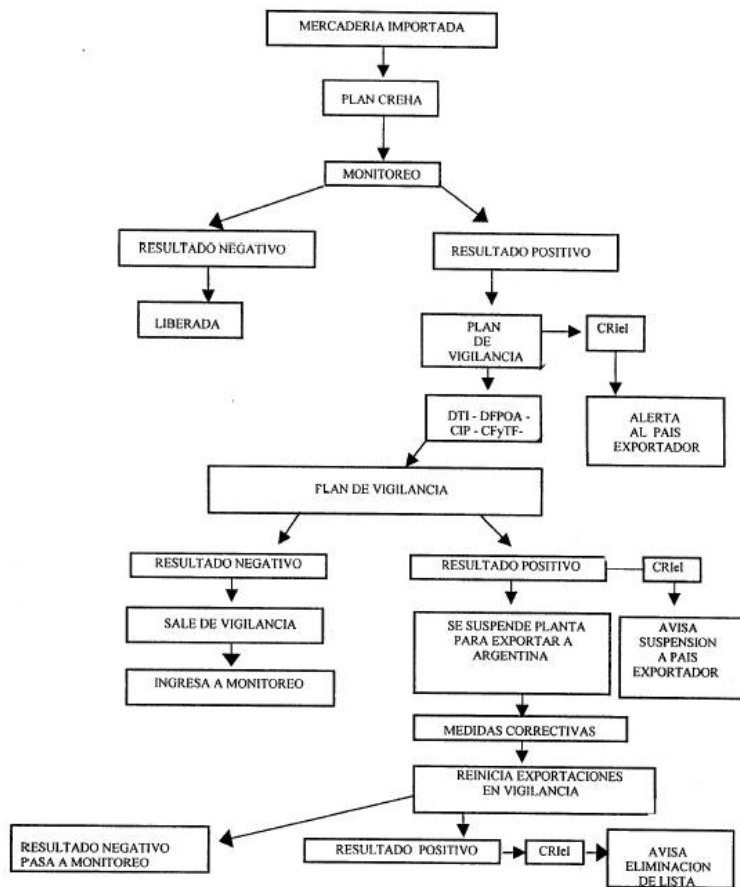 MERCADERIA IMPORTADA
PLAN CREHA
MONITOREO
RESULTADO NEGATIVO
RESULTADO POSITIVO
LIBERADA
PLAN
DE
VIGILANCIA
CRIeI
DTI - DFPOA -
CIP - CFyTF-
ALERTA
AL PAIS
EXPORTADOR
FLAN DE VIGILANCIA
RESULTADO NEGATIVO
RESULTADO POSITIVO
CRIeI
SALE DE VIGILANCIA
SE SUSPENDE PLANTA
PARA EXPORTAR A
ARGENTINA
AVISA
SUSPENSION
A PAIS
EXPORTADOR
INGRESA A MONITOREO
MEDIDAS CORRECTIVAS
REINICIA EXPORTACIONES
EN VIGILANCIA
RESULTADO NEGATIVO
PASA A MONITOREO
RESULTADO POSITIVO
CRIeI
AVISA
ELIMINACION
DE LISTA